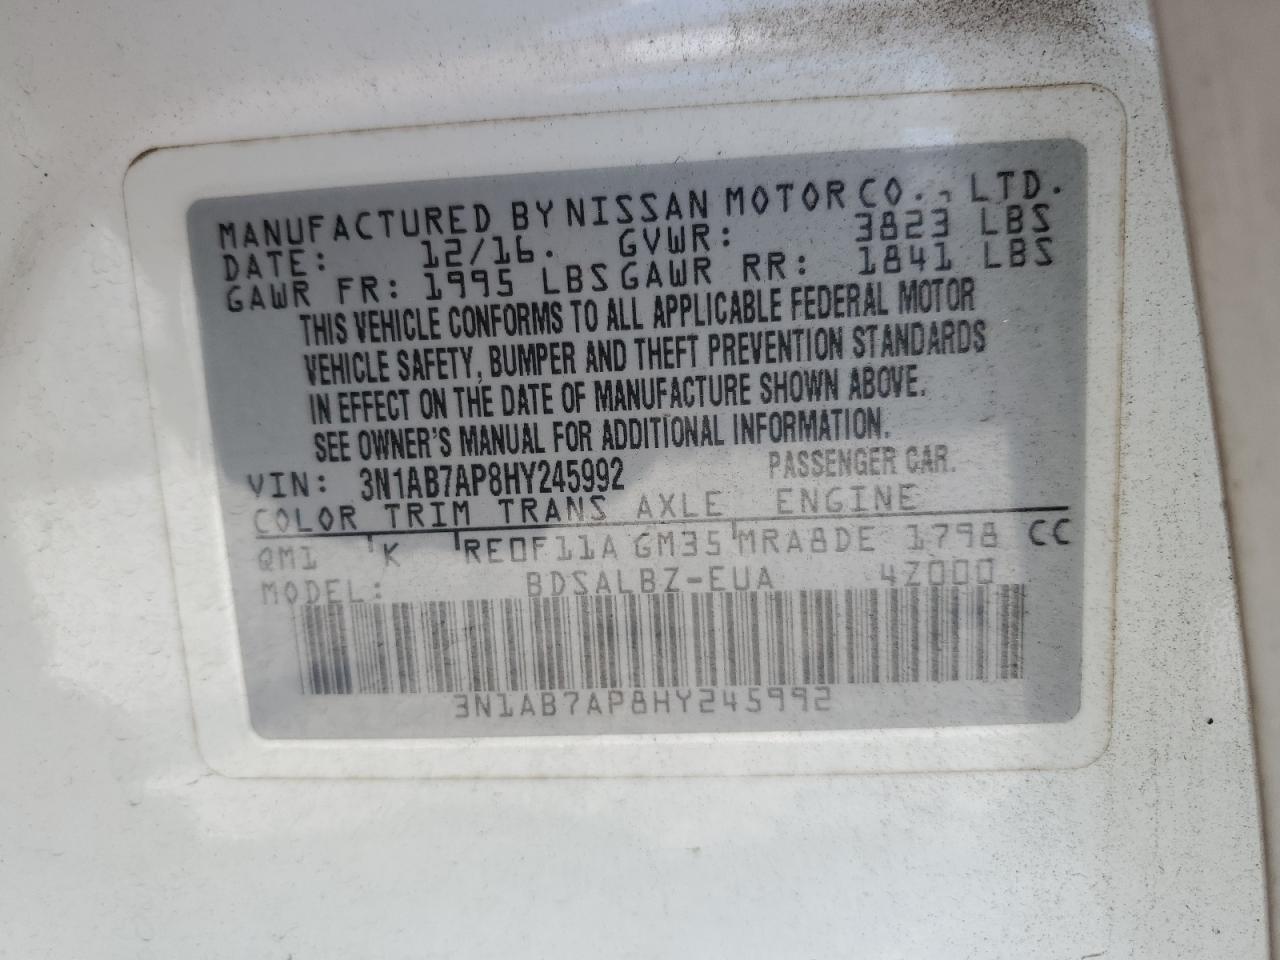 MANUFACTURED BY NISSAN MOTOR CO., LTD.
DATE: 12/16. GVWR: 3823 LBS
GAWR FR: 1995 LBS GAWR RR: 1841 LBS
THIS VEHICLE CONFORMS TO ALL APPLICABLE FEDERAL MOTOR
VEHICLE SAFETY, BUMPER AND THEFT PREVENTION STANDARDS
IN EFFECT ON THE DATE OF MANUFACTURE SHOWN ABOVE.
SEE OWNER'S MANUAL FOR ADDITIONAL INFORMATION.
VIN: 3N1AB7AP8HY245992 PASSENGER CAR.
COLOR TRIM TRANS AXLE ENGINE
QM1 K RE0F11A GM35 MRA8DE 1798 CC
MODEL: BDSALBZ-EUA 4Z000
3N1AB7AP8HY245992